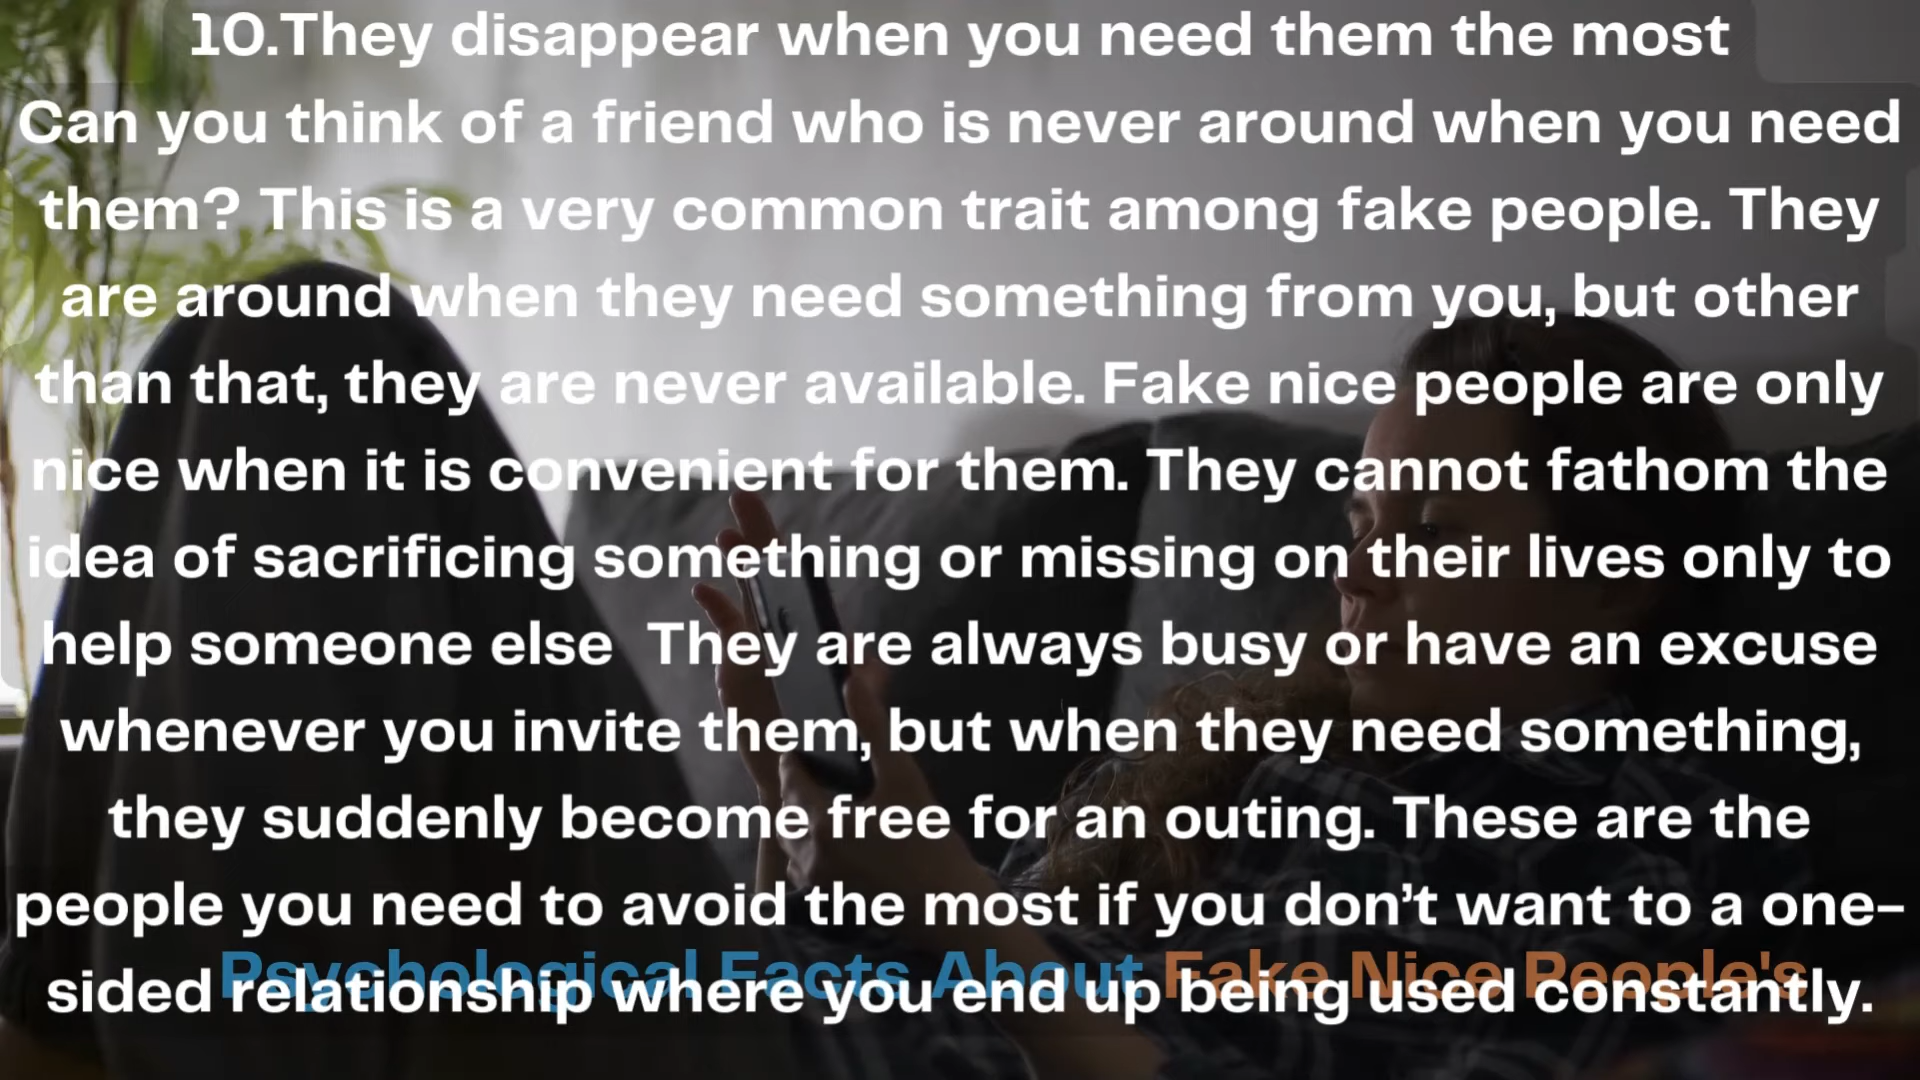 10.They disappear when you need them the most
Can you think of a friend who is never around when you need
them? This is a very common trait among fake people. They
are around when they need something from you, but other
than that, they are never available. Fake nice people are only
nice when it is convenient for them. They cannot fathom the
idea of sacrificing something or missing on their lives only to
help someone else  They are always busy or have an excuse
whenever you invite them, but when they need something,
they suddenly become free for an outing. These are the
people you need to avoid the most if you don’t want to a one-
Psychological Facts About Fake Nice People's
sided relationship where you end up being used constantly.